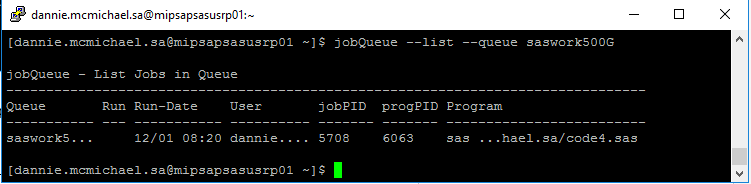 dannie.mcmichael.sa@mipsapsasusrp01:~
[dannie.mcmichael.sa@mipsapsasusrp01 ~]$ jobQueue --list --queue saswork500G
jobQueue - List Jobs in Queue
-----------------------------------------------------------------------
Queue       Run Run-Date    User       jobPID  progPID Program
----------- --- ----------- ---------- ------- ------- --------------------
saswork5...     12/01 08:20 dannie.... 5708    6063    sas ...hael.sa/code4.sas
[dannie.mcmichael.sa@mipsapsasusrp01 ~]$